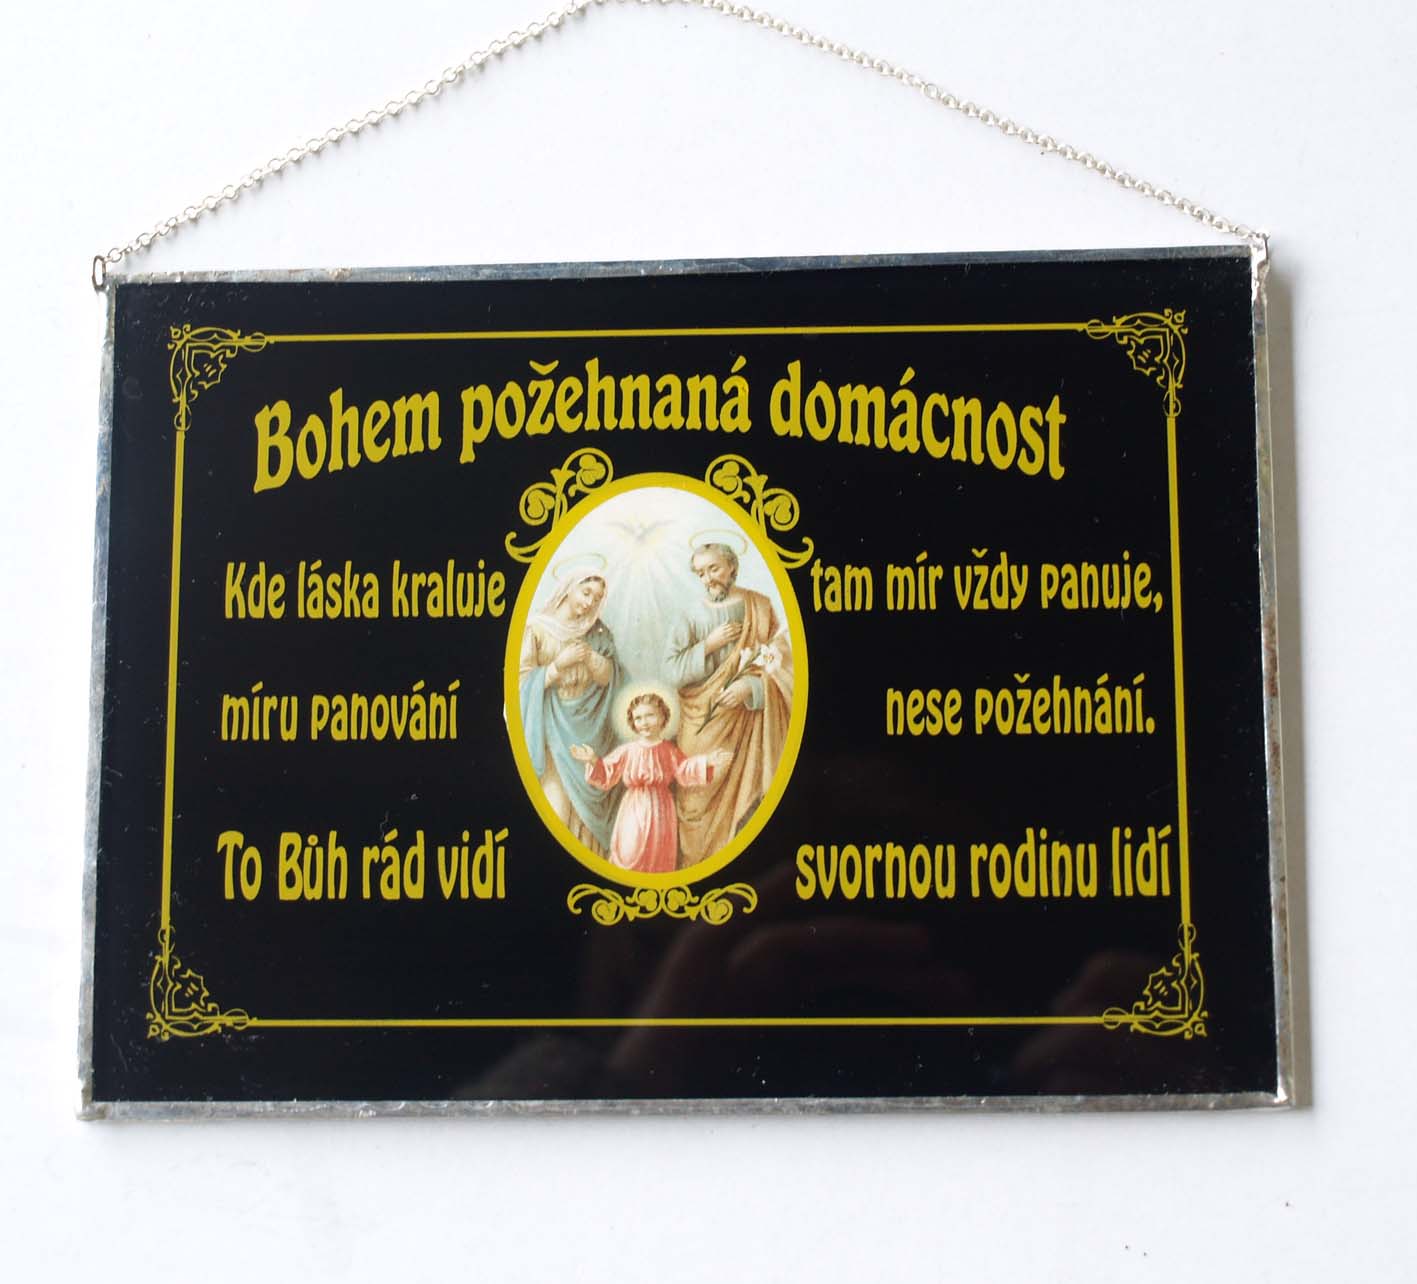 Bohem požehnaná domácnost
Kde láska kraluje tam mír vždy panuje,
míru panování nese požehnání.
To Bůh rád vidí svornou rodinu lidí